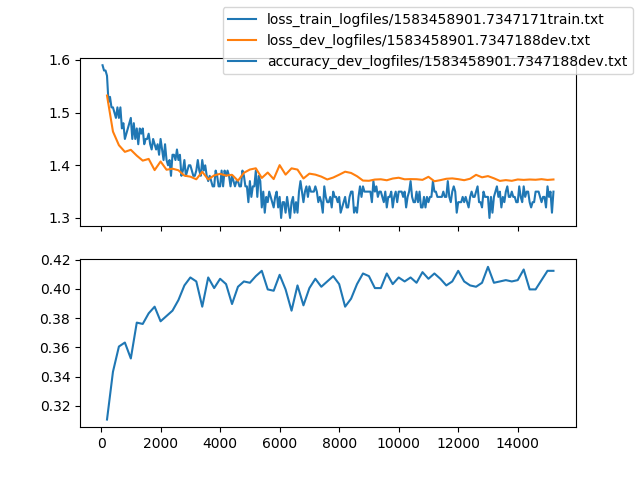 loss_train_logfiles/1583458901.7347171train.txt
loss_dev_logfiles/1583458901.7347188dev.txt
accuracy_dev_logfiles/1583458901.7347188dev.txt
1.6
1.5
1.4
1.3
0.42
0.40
0.38
0.36
0.34
0.32
0 2000 4000 6000 8000 10000 12000 14000